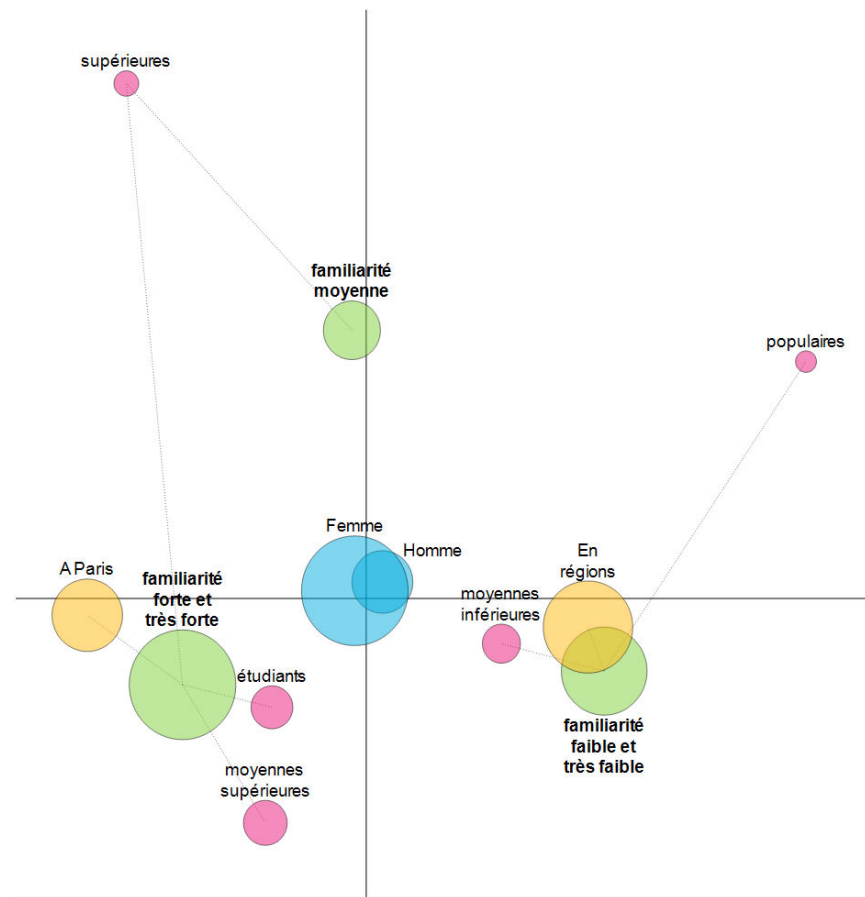 supérieures
familiarité
moyenne
populaires
Femme
Homme
A Paris
familiarité
forte et
très forte
En
régions
moyennes
inférieures
étudiants
familiarité
faible et
très faible
moyennes
supérieures